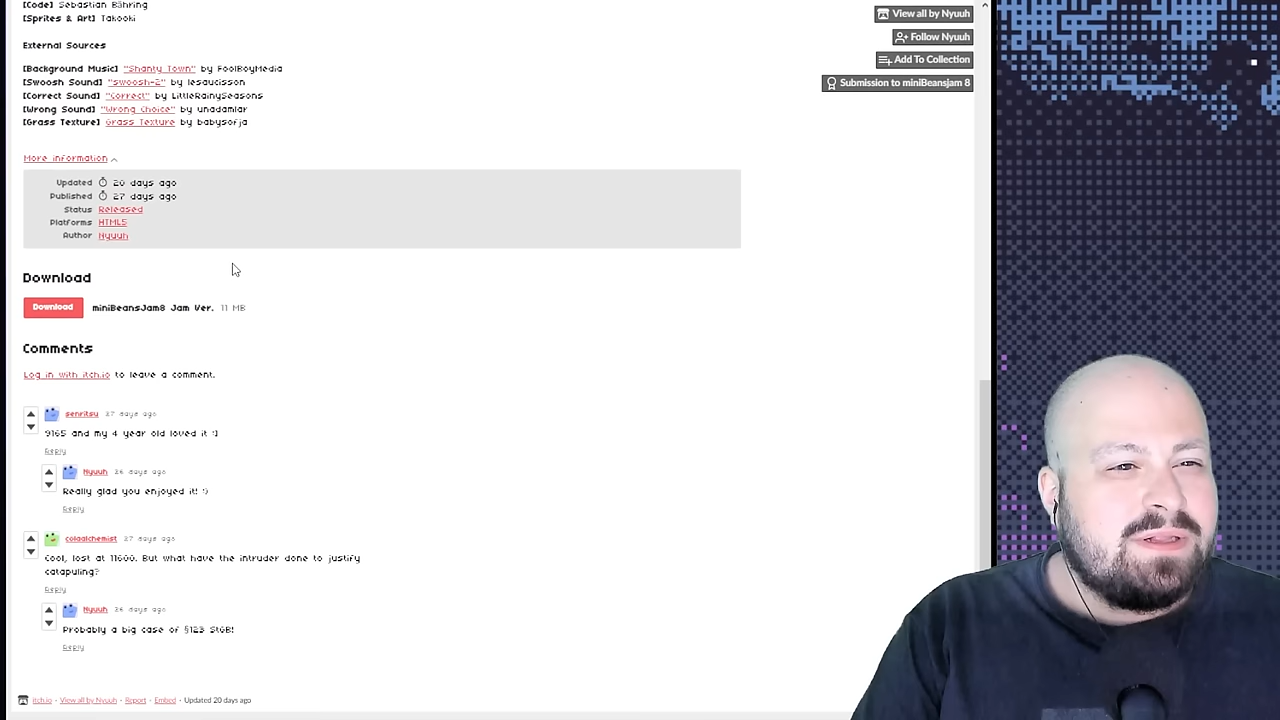 [Code] Sebastian Bähring
[Sprites & Art] Takooki
External Sources
[Background Music] "Shanty Town" by FoolBoyMedia
[Swoosh Sound] "swoosh-2" by lesaucisson
[Correct Sound] "Correct" by LittleRainySeasons
[Wrong Sound] "Wrong Choice" by unadamlar
[Grass Texture] Grass Texture by babysofja
More information
Updated 20 days ago
Published 27 days ago
Status Released
Platforms HTML5
Author Nyuuh
Download
Download miniBeansJam8 Jam Ver. 11 MB
Comments
Log in with itch.io to leave a comment.
senritsu 27 days ago
9165 and my 4 year old loved it :)
Reply
Nyuuh 26 days ago
Really glad you enjoyed it! :)
Reply
colaalchemist 27 days ago
Cool, lost at 11600. But what have the intruder done to justify
catapuling?
Reply
Nyuuh 26 days ago
Probably a big case of §123 StGB!
Reply
itch.io · View all by Nyuuh · Report · Embed · Updated 20 days ago
View all by Nyuuh
Follow Nyuuh
Add To Collection
Submission to miniBeansjam 8